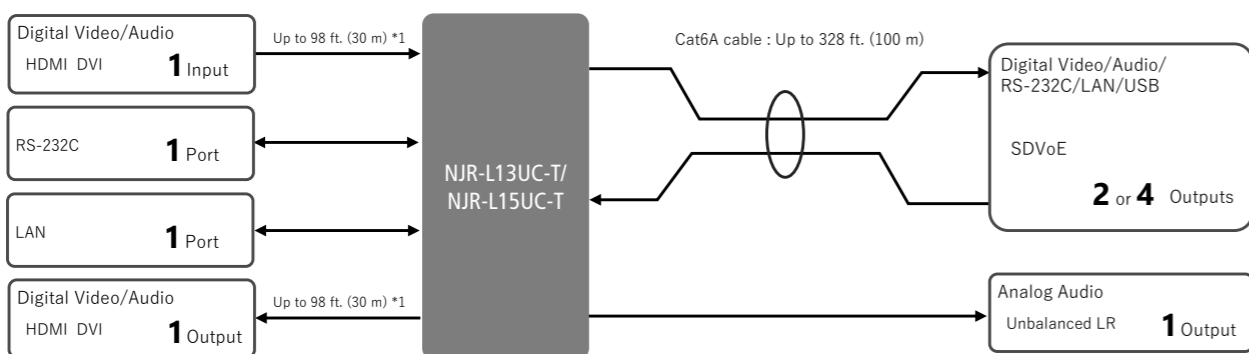 Digital Video/Audio
HDMI DVI 1 Input
Up to 98 ft. (30 m) *1
RS-232C 1 Port
LAN 1 Port
Digital Video/Audio
HDMI DVI 1 Output
Up to 98 ft. (30 m) *1
NJR-L13UC-T/
NJR-L15UC-T
Cat6A cable : Up to 328 ft. (100 m)
Digital Video/Audio/
RS-232C/LAN/USB
SDVoE
2 or 4 Outputs
Analog Audio
Unbalanced LR 1 Output